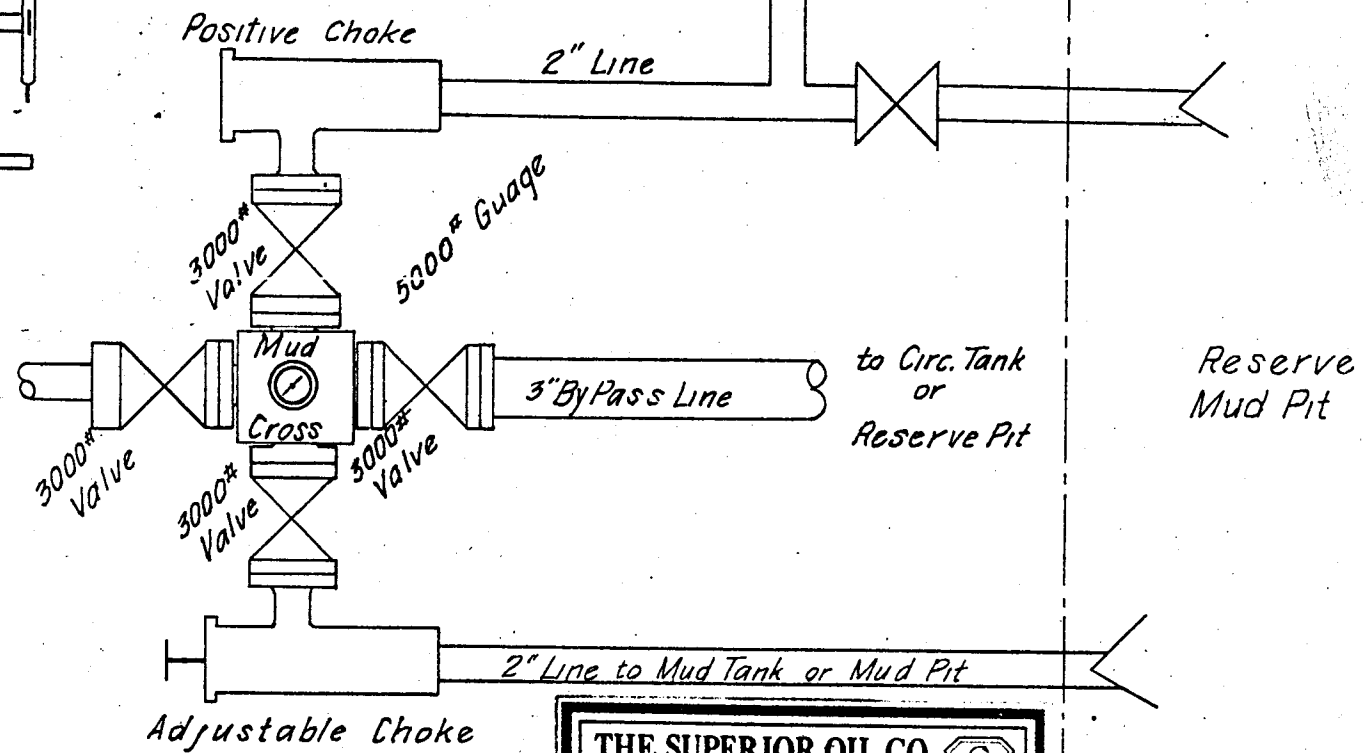 Positive Choke
2" Line
3000#
Valve
5000# Guage
Mud
Cross
3" By Pass Line
to Circ. Tank
or
Reserve Pit
Reserve
Mud Pit
3000#
Valve
3000#
Valve
3000#
Valve
2" Line to Mud Tank or Mud Pit
Adjustable Choke
THE SUPERIOR OIL CO.